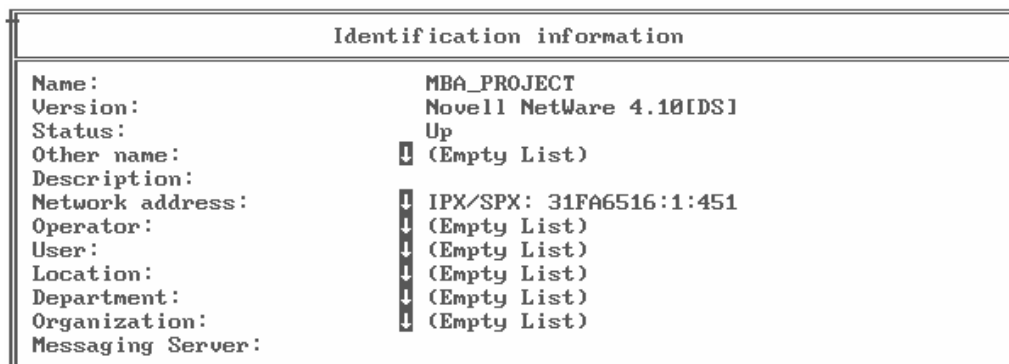 Identification information
Name: MBA_PROJECT
Version: Novell NetWare 4.10[DS]
Status: Up
Other name: ↓ (Empty List)
Description:
Network address: ↓ IPX/SPX: 31FA6516:1:451
Operator: ↓ (Empty List)
User: ↓ (Empty List)
Location: ↓ (Empty List)
Department: ↓ (Empty List)
Organization: ↓ (Empty List)
Messaging Server: